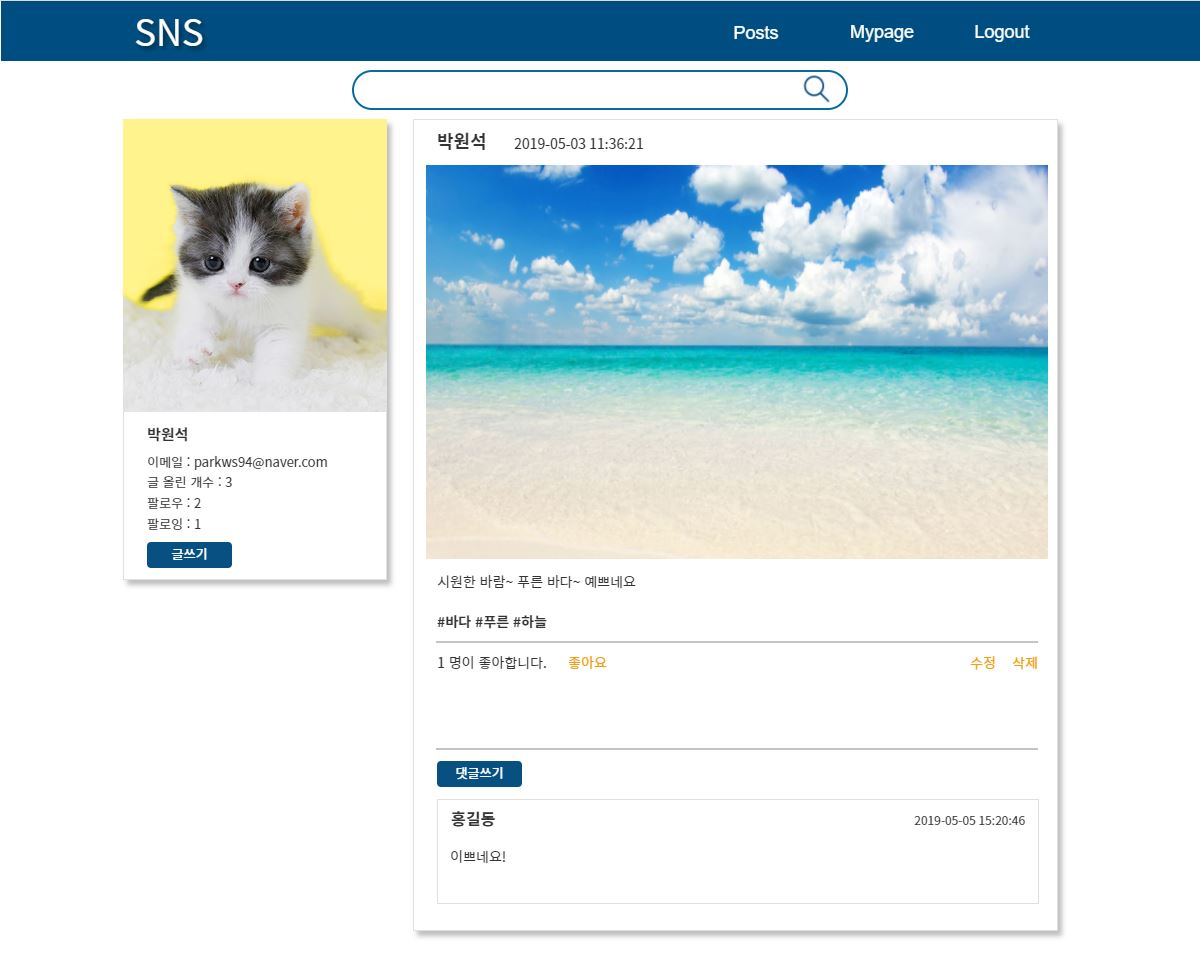 SNS
Posts
Mypage
Logout
박원석
이메일 : parkws94@naver.com
글 올린 개수 : 3
팔로우 : 2
팔로잉 : 1
글쓰기
박원석 2019-05-03 11:36:21
시원한 바람~ 푸른 바다~ 예쁘네요
#바다 #푸른 #하늘
1 명이 좋아합니다. 좋아요 수정 삭제
댓글쓰기
홍길동 2019-05-05 15:20:46
이쁘네요!